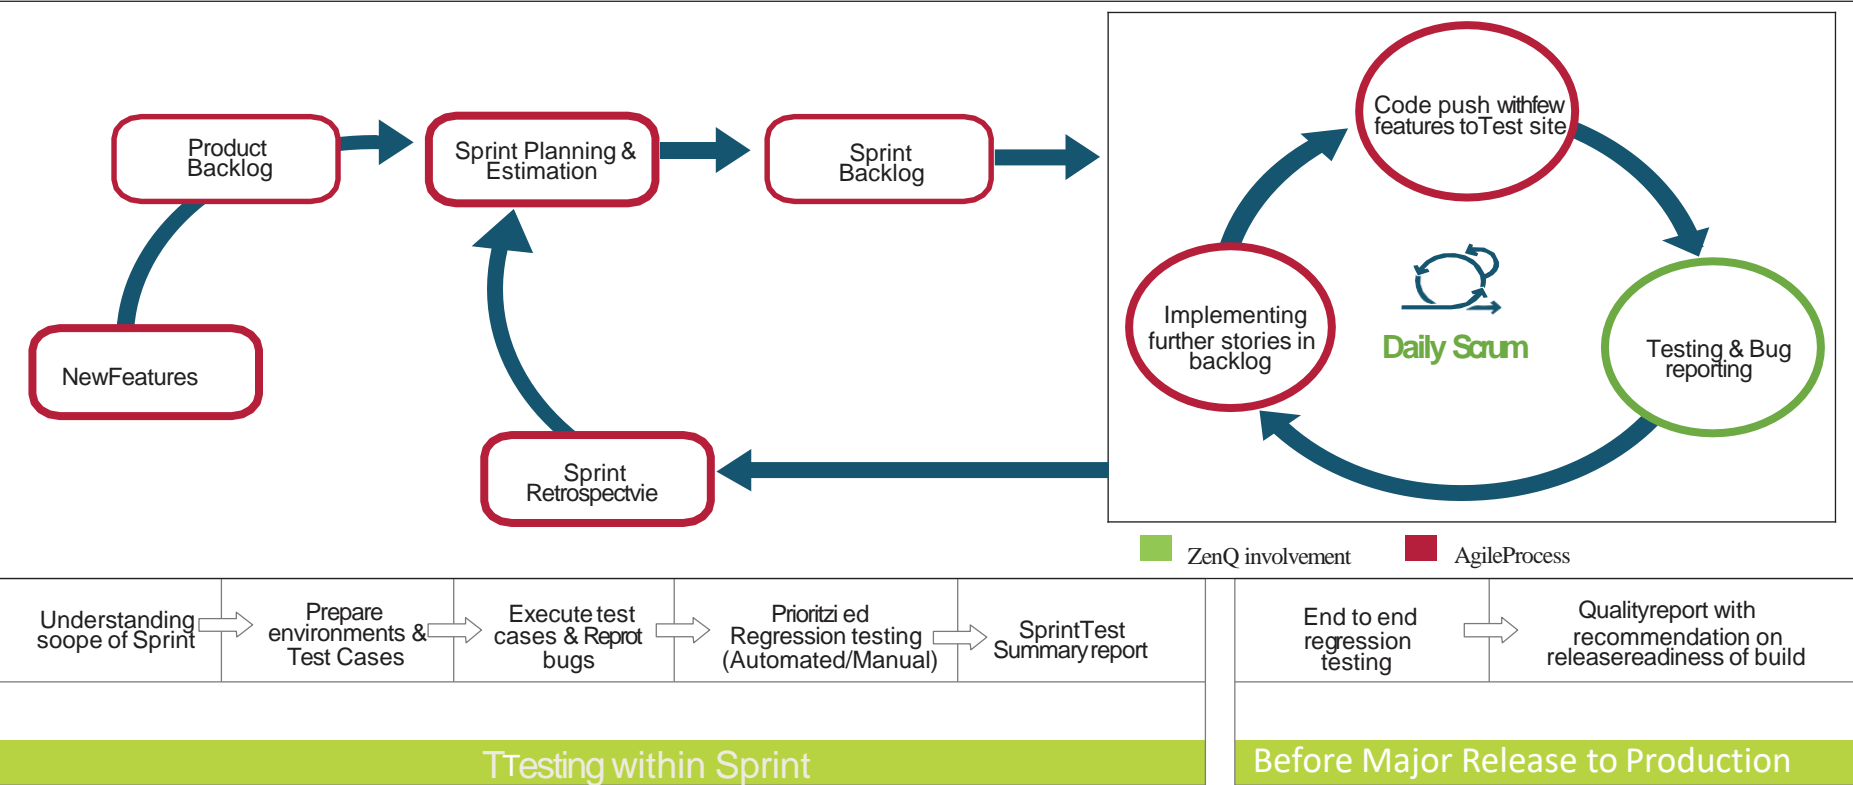 Product
Backlog
Sprint Planning &
Estimation
Sprint
Backlog
NewFeatures
Sprint
Retrospectvie
Code push withfew
features toTest site
Implementing
further stories in
backlog
Daily Scrum
Testing & Bug
reporting
ZenQ involvement
AgileProcess
Understanding
soope of Sprint
Prepare
environments &
Test Cases
Execute test
cases & Reprot
bugs
Prioritzi ed
Regression testing
(Automated/Manual)
SprintTest
Summary report
End to end
regression
testing
Qualityreport with
recommendation on
releasereadiness of build
TTesting within Sprint
Before Major Release to Production